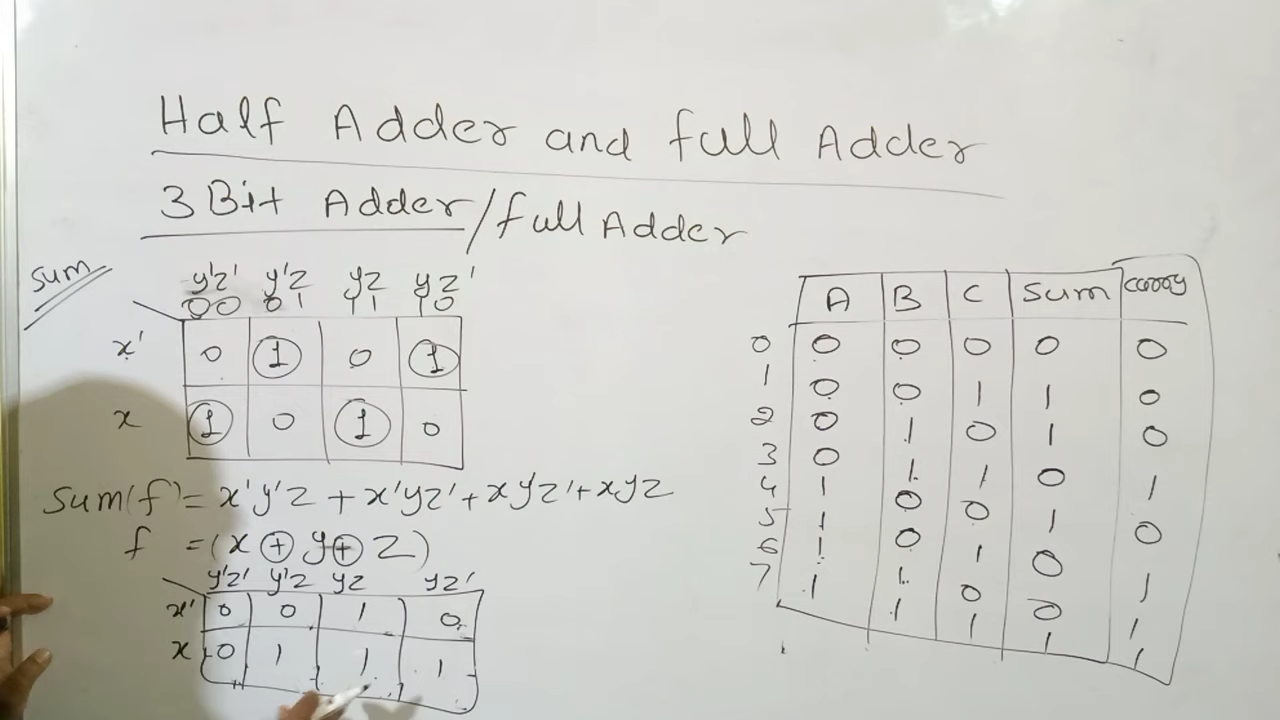 Half Adder and full Adder
3 Bit Adder/full Adder
Sum
y'z' y'z yz yz'
00 01 11 10
x' 0 1 0 1
x 1 0 1 0
Sum(f)= x'y'z + x'yz' + xyz' + xyz
f = (x ⊕ y ⊕ z)
y'z' y'z yz yz'
x' 0 0 1 0
x 0 1 1 1
A B C Sum carry
0 0 0 0 0 0
1 0 0 1 1 0
2 0 1 0 1 0
3 0 1 1 0 1
4 1 0 0 1 0
5 1 0 1 0 1
6 1 1 0 0 1
7 1 1 1 1 1